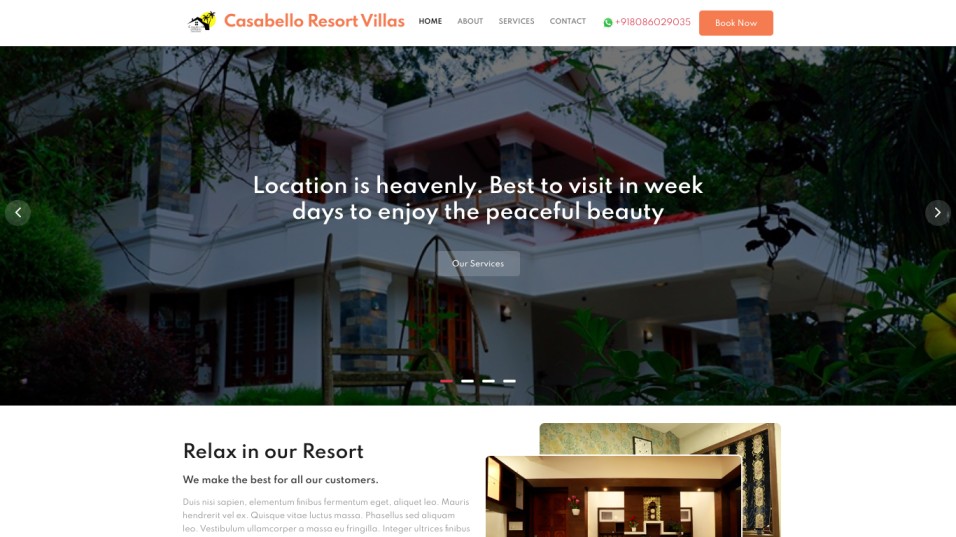 Casabello Resort Villas
HOME
ABOUT
SERVICES
CONTACT
+918086029035
Book Now
Location is heavenly. Best to visit in week
days to enjoy the peaceful beauty
Our Services
Relax in our Resort
We make the best for all our customers.
Duis nisi sapien, elementum finibus fermentum eget, aliquet leo. Mauris
hendrerit vel ex. Quisque vitae luctus massa. Phasellus sed aliquam
leo. Vestibulum ullamcorper a massa eu fringilla. Integer ultrices finibus